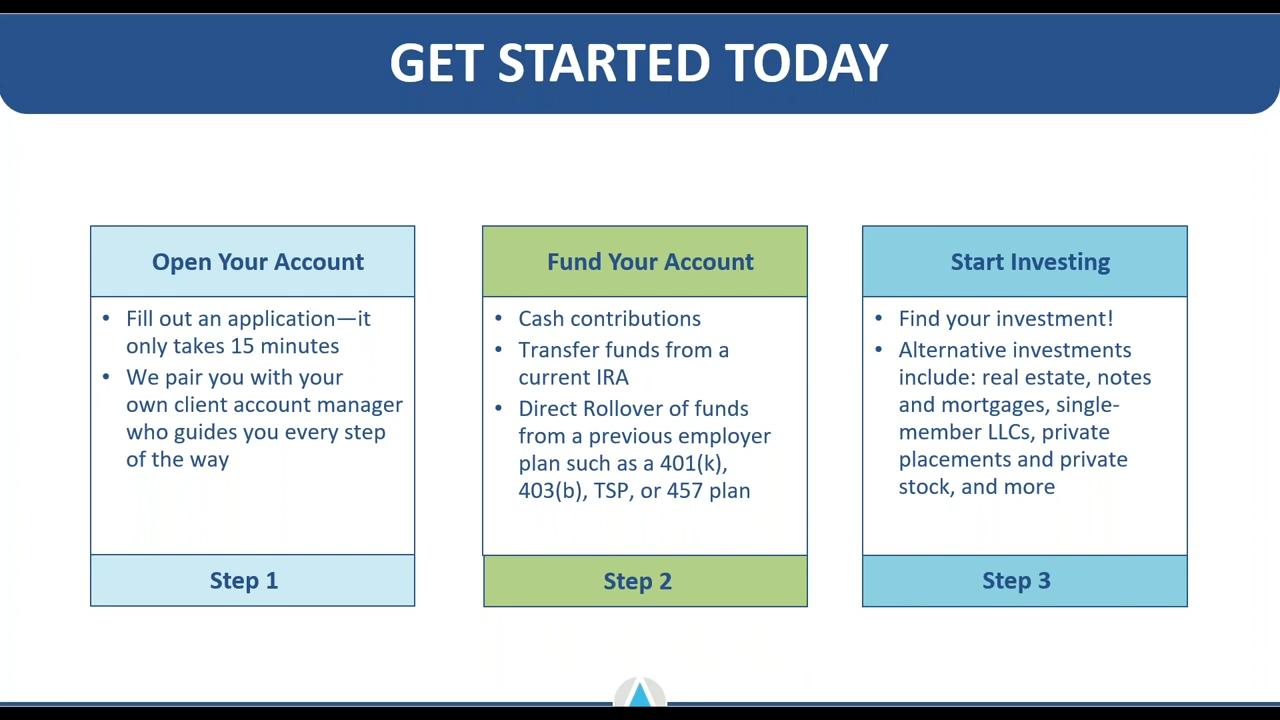 GET STARTED TODAY
Open Your Account
• Fill out an application—it
only takes 15 minutes
• We pair you with your
own client account manager
who guides you every step
of the way
Step 1
Fund Your Account
• Cash contributions
• Transfer funds from a
current IRA
• Direct Rollover of funds
from a previous employer
plan such as a 401(k),
403(b), TSP, or 457 plan
Step 2
Start Investing
• Find your investment!
• Alternative investments
include: real estate, notes
and mortgages, single-
member LLCs, private
placements and private
stock, and more
Step 3